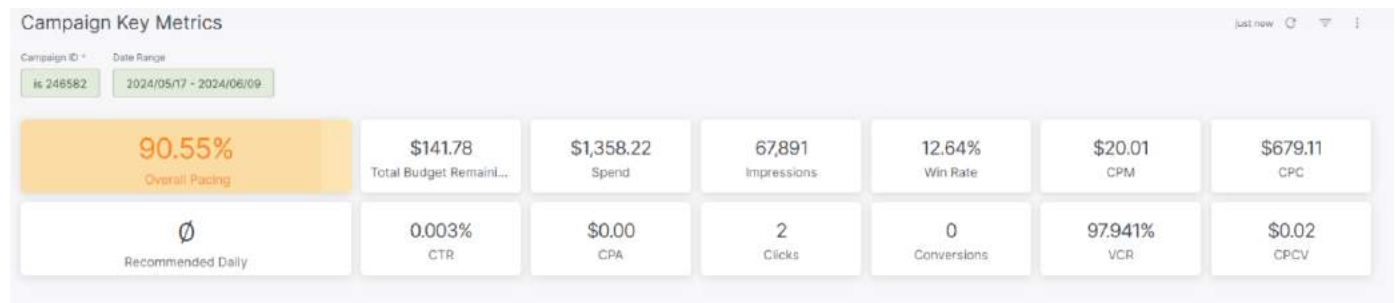 Campaign Key Metrics
just now
Campaign ID *
Date Range
is 246582
2024/05/17 - 2024/06/09
90.55%
Overall Pacing
$141.78
Total Budget Remaini...
$1,358.22
Spend
67,891
Impressions
12.64%
Win Rate
$20.01
CPM
$679.11
CPC
Ø
Recommended Daily
0.003%
CTR
$0.00
CPA
2
Clicks
0
Conversions
97.941%
VCR
$0.02
CPCV